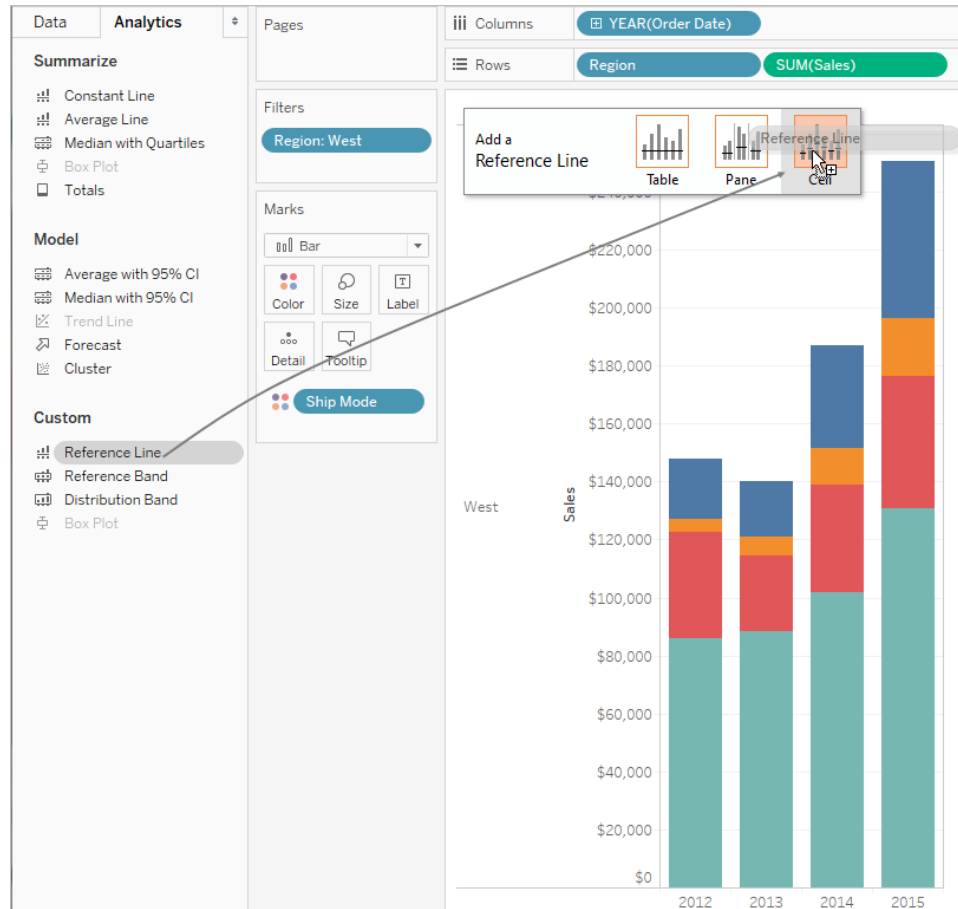 Data
Analytics
Summarize
Constant Line
Average Line
Median with Quartiles
Box Plot
Totals
Model
Average with 95% CI
Median with 95% CI
Trend Line
Forecast
Cluster
Custom
Reference Line
Reference Band
Distribution Band
Box Plot
Pages
Filters
Region: West
Marks
Bar
Color
Size
Label
Detail
Tooltip
Ship Mode
Columns
YEAR(Order Date)
Rows
Region
SUM(Sales)
Add a
Reference Line
Table
Pane
Cell
Reference Line
West
Sales
$240,000
$220,000
$200,000
$180,000
$160,000
$140,000
$120,000
$100,000
$80,000
$60,000
$40,000
$20,000
$0
2012
2013
2014
2015